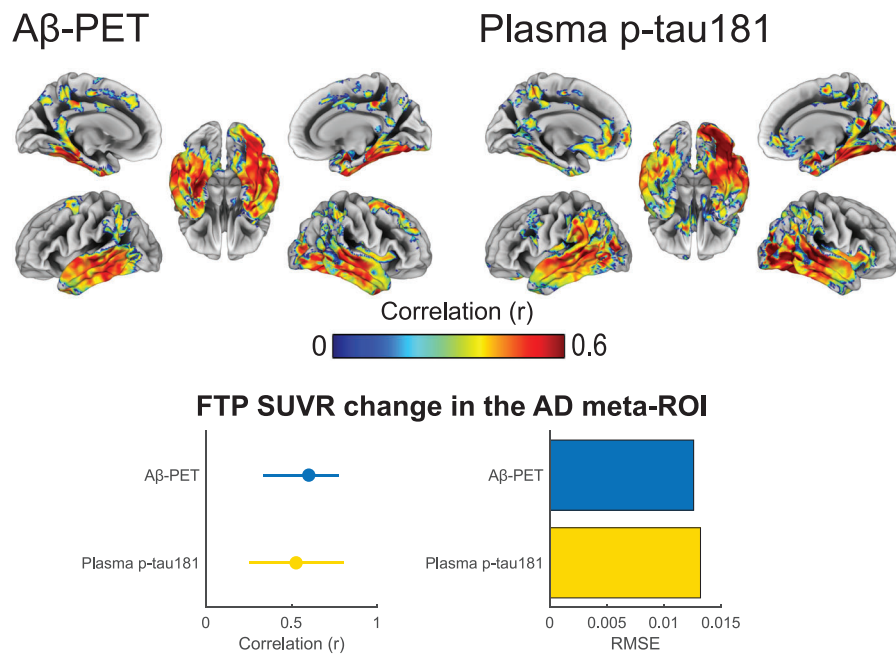 Aβ-PET
Plasma p-tau181
Correlation (r)
0
0.6
FTP SUVR change in the AD meta-ROI
Aβ-PET
Plasma p-tau181
0
0.5
1
Correlation (r)
Aβ-PET
Plasma p-tau181
0
0.005
0.01
0.015
RMSE